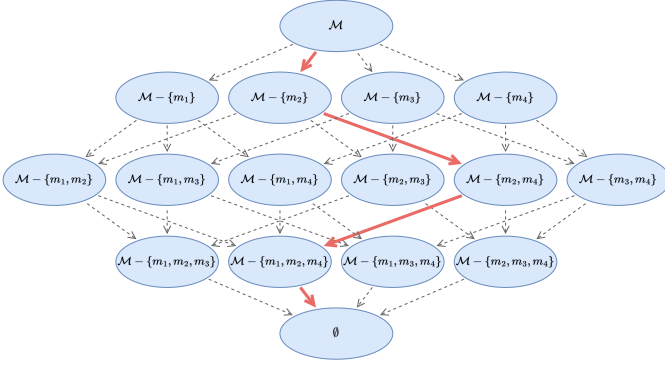 ℳ
ℳ − {m₁}
ℳ − {m₂}
ℳ − {m₃}
ℳ − {m₄}
ℳ − {m₁, m₂}
ℳ − {m₁, m₃}
ℳ − {m₁, m₄}
ℳ − {m₂, m₃}
ℳ − {m₂, m₄}
ℳ − {m₃, m₄}
ℳ − {m₁, m₂, m₃}
ℳ − {m₁, m₂, m₄}
ℳ − {m₁, m₃, m₄}
ℳ − {m₂, m₃, m₄}
∅